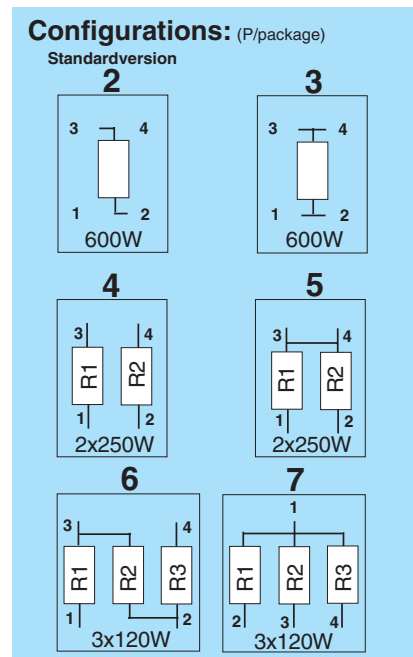 Configurations: (P/package)
Standardversion
2 3
3 4 3 4
1 2 1 2
600W 600W
4 5
3 4 3 4
R1 R2 R1 R2
1 2 1 2
2x250W 2x250W
6 7
1
3 4
R1 R2 R3 R1 R2 R3
1 2 2 3 4
3x120W 3x120W